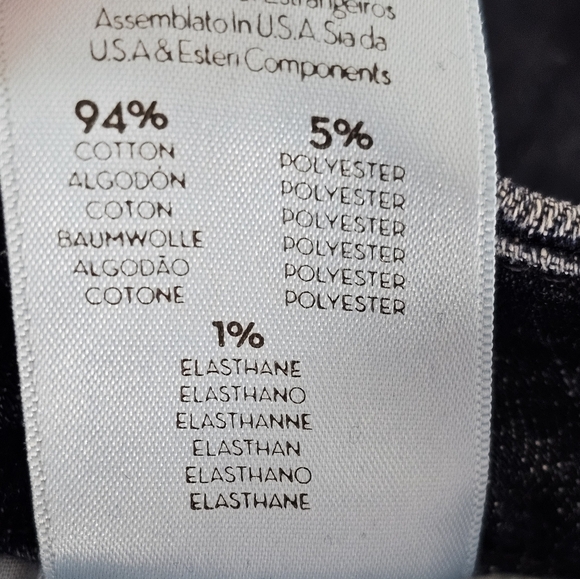 Estrangeiros
Assemblato In U.S.A. Sia da
U.S.A & Esteri Components
94%
COTTON
ALGODÓN
COTON
BAUMWOLLE
ALGODÃO
COTONE
5%
POLYESTER
POLYESTER
POLYESTER
POLYESTER
POLYESTER
POLYESTER
1%
ELASTHANE
ELASTHANO
ELASTHANNE
ELASTHAN
ELASTHANO
ELASTHANE